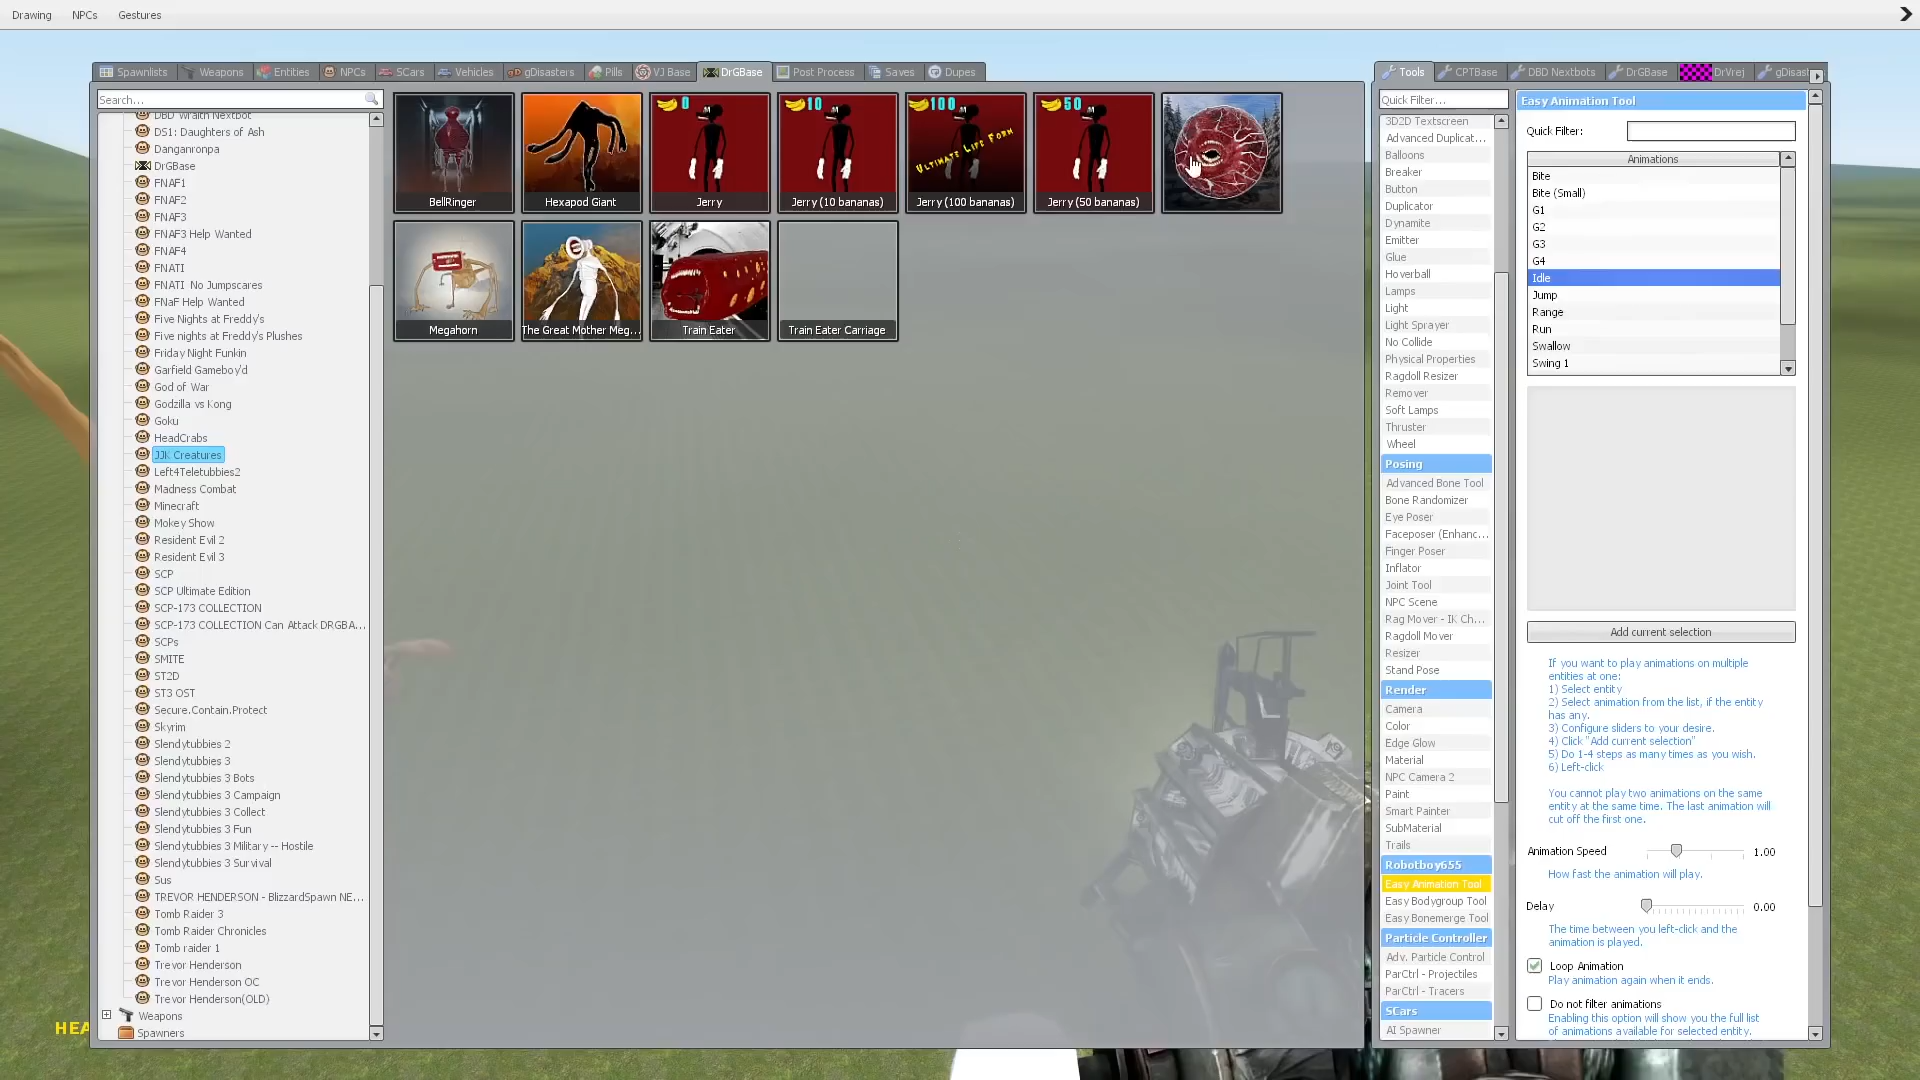 Drawing NPCs Gestures
Spawnlists Weapons Entities NPCs SCars Vehicles gDisasters Pills VJ Base DrGBase Post Process Saves Dupes
Search...
DBD Wraith Nextbot
DS1: Daughters of Ash
Danganronpa
DrGBase
FNAF1
FNAF2
FNAF3
FNAF3 Help Wanted
FNAF4
FNATI
FNATI No Jumpscares
FNaF Help Wanted
Five Nights at Freddy's
Five nights at Freddy's Plushes
Friday Night Funkin
Garfield Gameboy'd
God of War
Godzilla vs Kong
Goku
HeadCrabs
JJK Creatures
Left4Teletubbies2
Madness Combat
Minecraft
Mokey Show
Resident Evil 2
Resident Evil 3
SCP
SCP Ultimate Edition
SCP-173 COLLECTION
SCP-173 COLLECTION Can Attack DRGBA...
SCPs
SMITE
ST2D
ST3 OST
Secure.Contain.Protect
Skyrim
Slendytubbies 2
Slendytubbies 3
Slendytubbies 3 Bots
Slendytubbies 3 Campaign
Slendytubbies 3 Collect
Slendytubbies 3 Fun
Slendytubbies 3 Military -- Hostile
Slendytubbies 3 Survival
Sus
TREVOR HENDERSON - BlizzardSpawn NE...
Tomb Raider 3
Tomb Raider Chronicles
Tomb raider 1
Trevor Henderson
Trevor Henderson OC
Trevor Henderson(OLD)
Weapons
Spawners
HEA
0 10 100 50
ULTIMATE LIFE FORM
BellRinger Hexapod Giant Jerry Jerry (10 bananas) Jerry (100 bananas) Jerry (50 bananas)
Megahorn The Great Mother Meg... Train Eater Train Eater Carriage
Tools CPTBase DBD Nextbots DrGBase DrVrej gDisast
Quick Filter...
3D2D Textscreen
Advanced Duplicat...
Balloons
Breaker
Button
Duplicator
Dynamite
Emitter
Glue
Hoverball
Lamps
Light
Light Sprayer
No Collide
Physical Properties
Ragdoll Resizer
Remover
Soft Lamps
Thruster
Wheel
Posing
Advanced Bone Tool
Bone Randomizer
Eye Poser
Faceposer (Enhanc...
Finger Poser
Inflator
Joint Tool
NPC Scene
Rag Mover - IK Ch...
Ragdoll Mover
Resizer
Stand Pose
Render
Camera
Color
Edge Glow
Material
NPC Camera 2
Paint
Smart Painter
SubMaterial
Trails
Robotboy655
Easy Animation Tool
Easy Bodygroup Tool
Easy Bonemerge Tool
Particle Controller
Adv. Particle Control
ParCtrl - Projectiles
ParCtrl - Tracers
SCars
AI Spawner
Easy Animation Tool
Quick Filter:
Animations
Bite
Bite (Small)
G1
G2
G3
G4
Idle
Jump
Range
Run
Swallow
Swing 1
Add current selection
If you want to play animations on multiple
entities at one:
1) Select entity
2) Select animation from the list, if the entity
has any.
3) Configure sliders to your desire.
4) Click "Add current selection"
5) Do 1-4 steps as many times as you wish.
6) Left-click
You cannot play two animations on the same
entity at the same time. The last animation will
cut off the first one.
Animation Speed 1.00
How fast the animation will play.
Delay 0.00
The time between you left-click and the
animation is played.
Loop Animation
Play animation again when it ends.
Do not filter animations
Enabling this option will show you the full list
of animations available for selected entity.